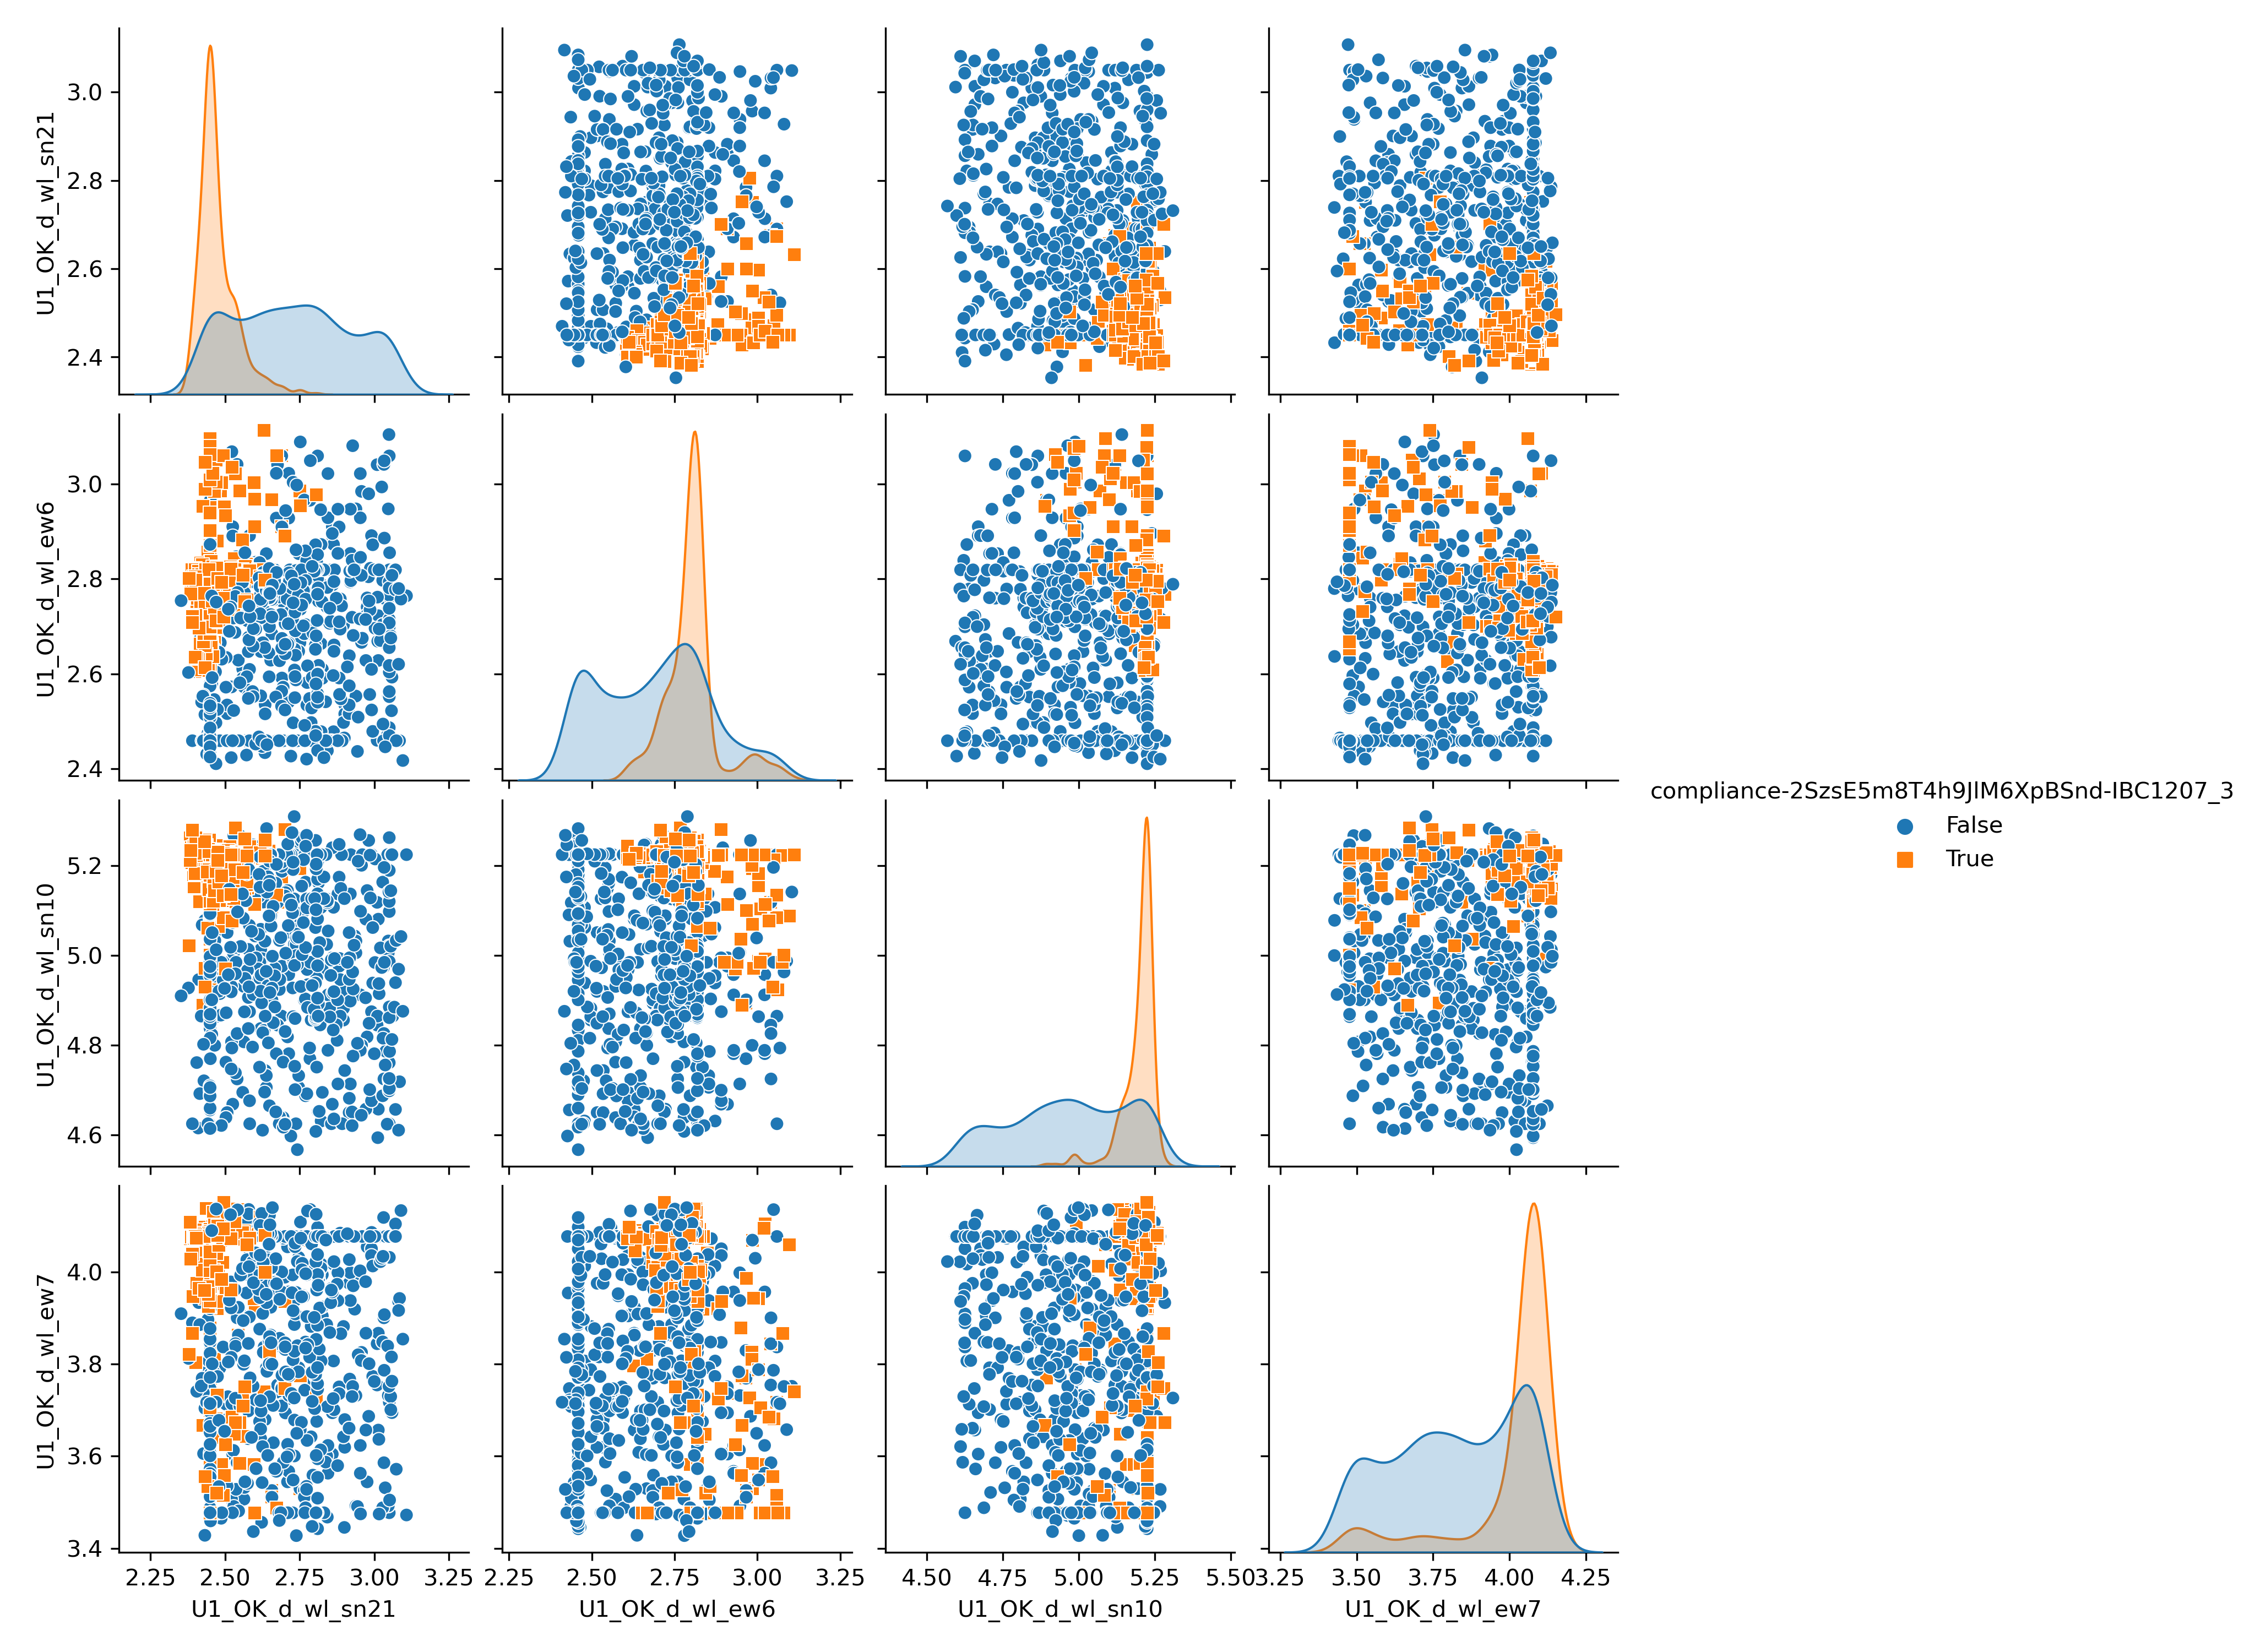 U1_OK_d_wl_sn21
3.0
2.8
2.6
2.4
U1_OK_d_wl_ew6
3.0
2.8
2.6
2.4
compliance-2SzsE5m8T4h9JlM6XpBSnd-IBC1207_3
False
True
U1_OK_d_wl_sn10
5.2
5.0
4.8
4.6
U1_OK_d_wl_ew7
4.0
3.8
3.6
3.4
2.25 2.50 2.75 3.00 3.25 2.25 2.50 2.75 3.00 3.25 4.50 4.75 5.00 5.25 5.50 3.25 3.50 3.75 4.00 4.25
U1_OK_d_wl_sn21 U1_OK_d_wl_ew6 U1_OK_d_wl_sn10 U1_OK_d_wl_ew7